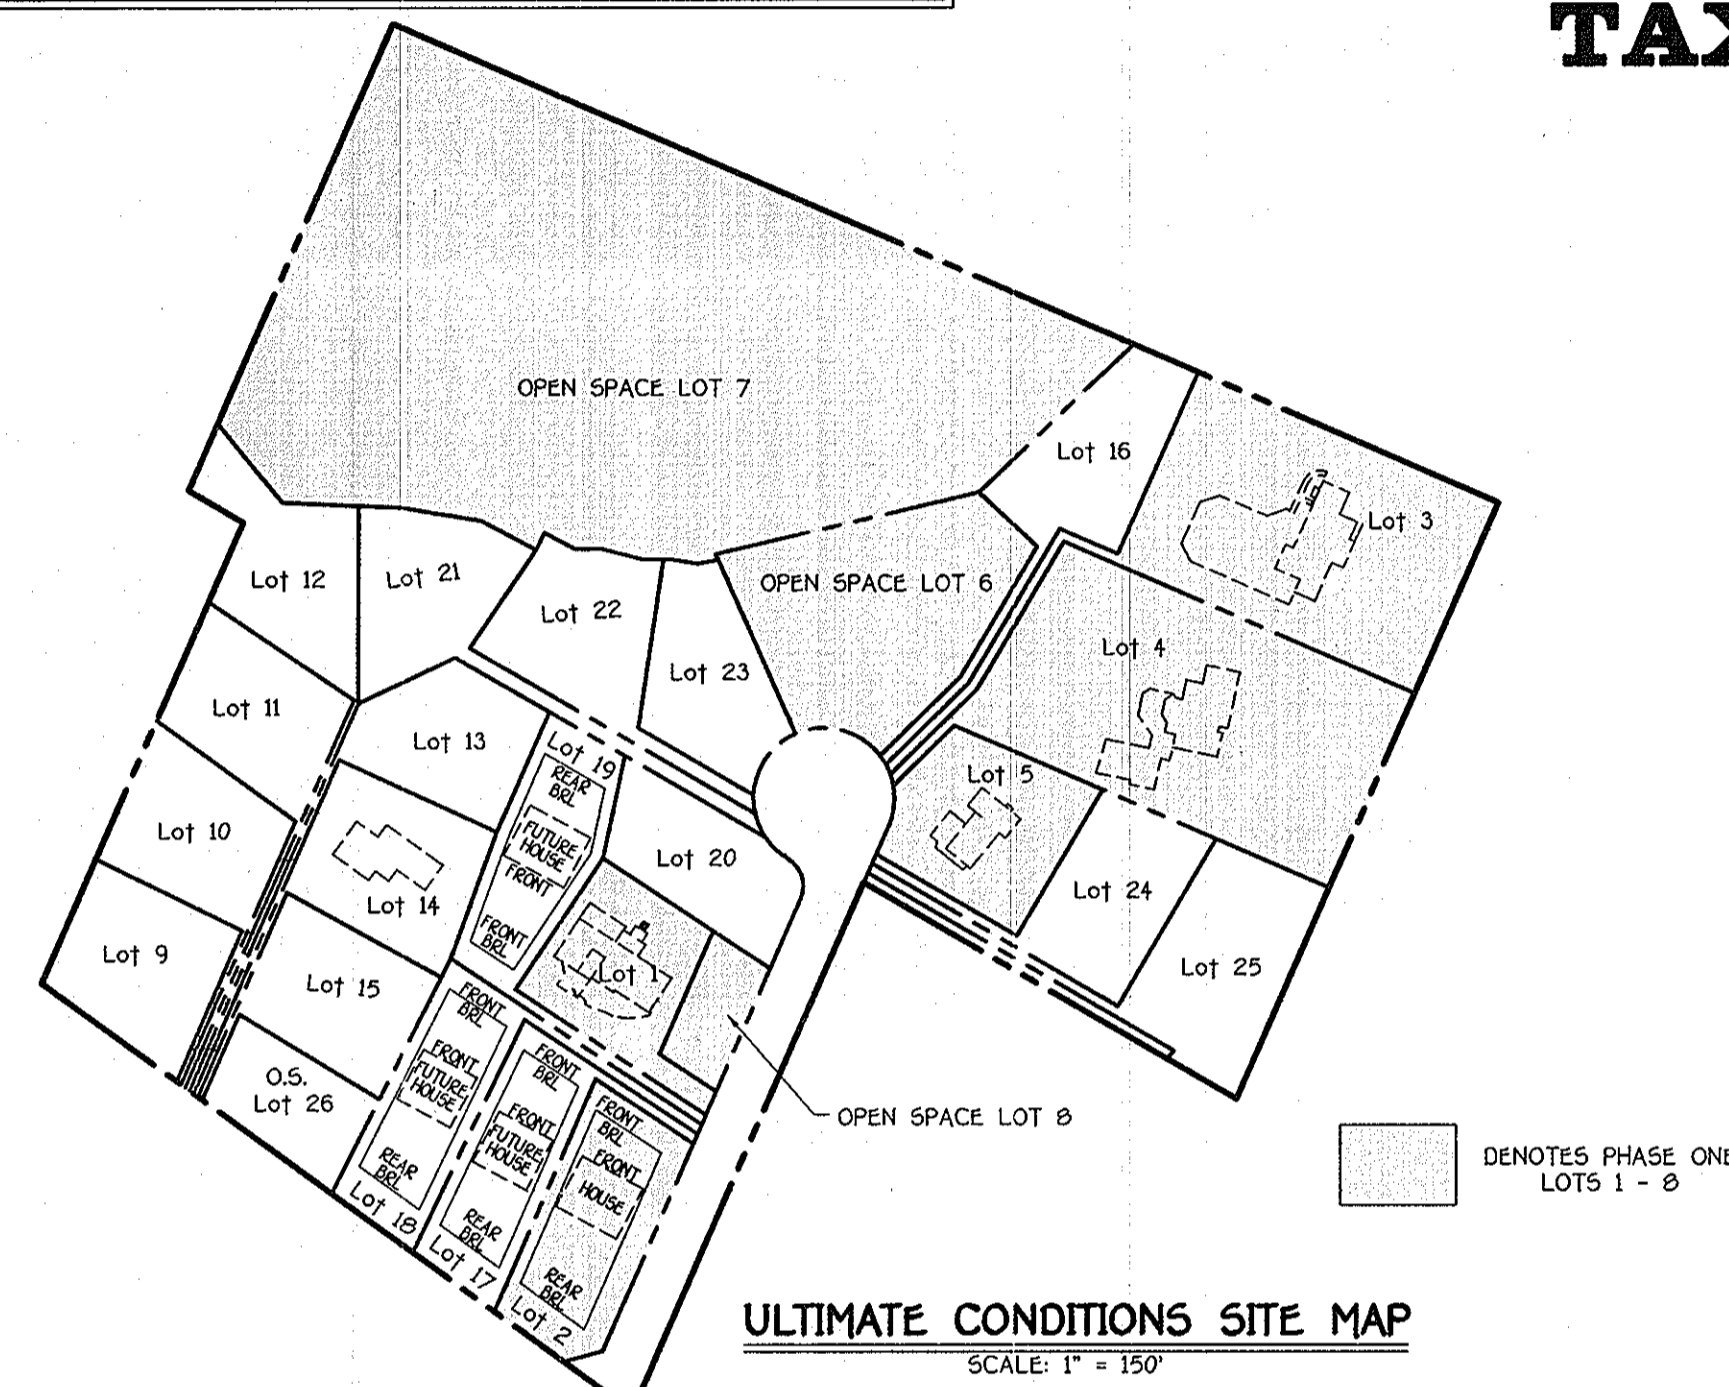 TAX
OPEN SPACE LOT 7
Lot 16
Lot 3
Lot 12
Lot 21
Lot 22
OPEN SPACE LOT 6
Lot 23
Lot 4
Lot 11
Lot 13
Lot 19
REAR
BRL
FUTURE
HOUSE
FRONT
FRONT
BRL
Lot 5
Lot 10
Lot 20
Lot 14
Lot 24
Lot 9
Lot 15
Lot 1
Lot 25
O.S.
Lot 26
FRONT
BRL
FRONT
FUTURE
HOUSE
REAR
BRL
Lot 18
FRONT
BRL
FRONT
FUTURE
HOUSE
REAR
BRL
Lot 17
FRONT
BRL
FRONT
HOUSE
REAR
BRL
Lot 2
OPEN SPACE LOT 8
DENOTES PHASE ONE
LOTS 1 - 8
ULTIMATE CONDITIONS SITE MAP
SCALE: 1" = 150'